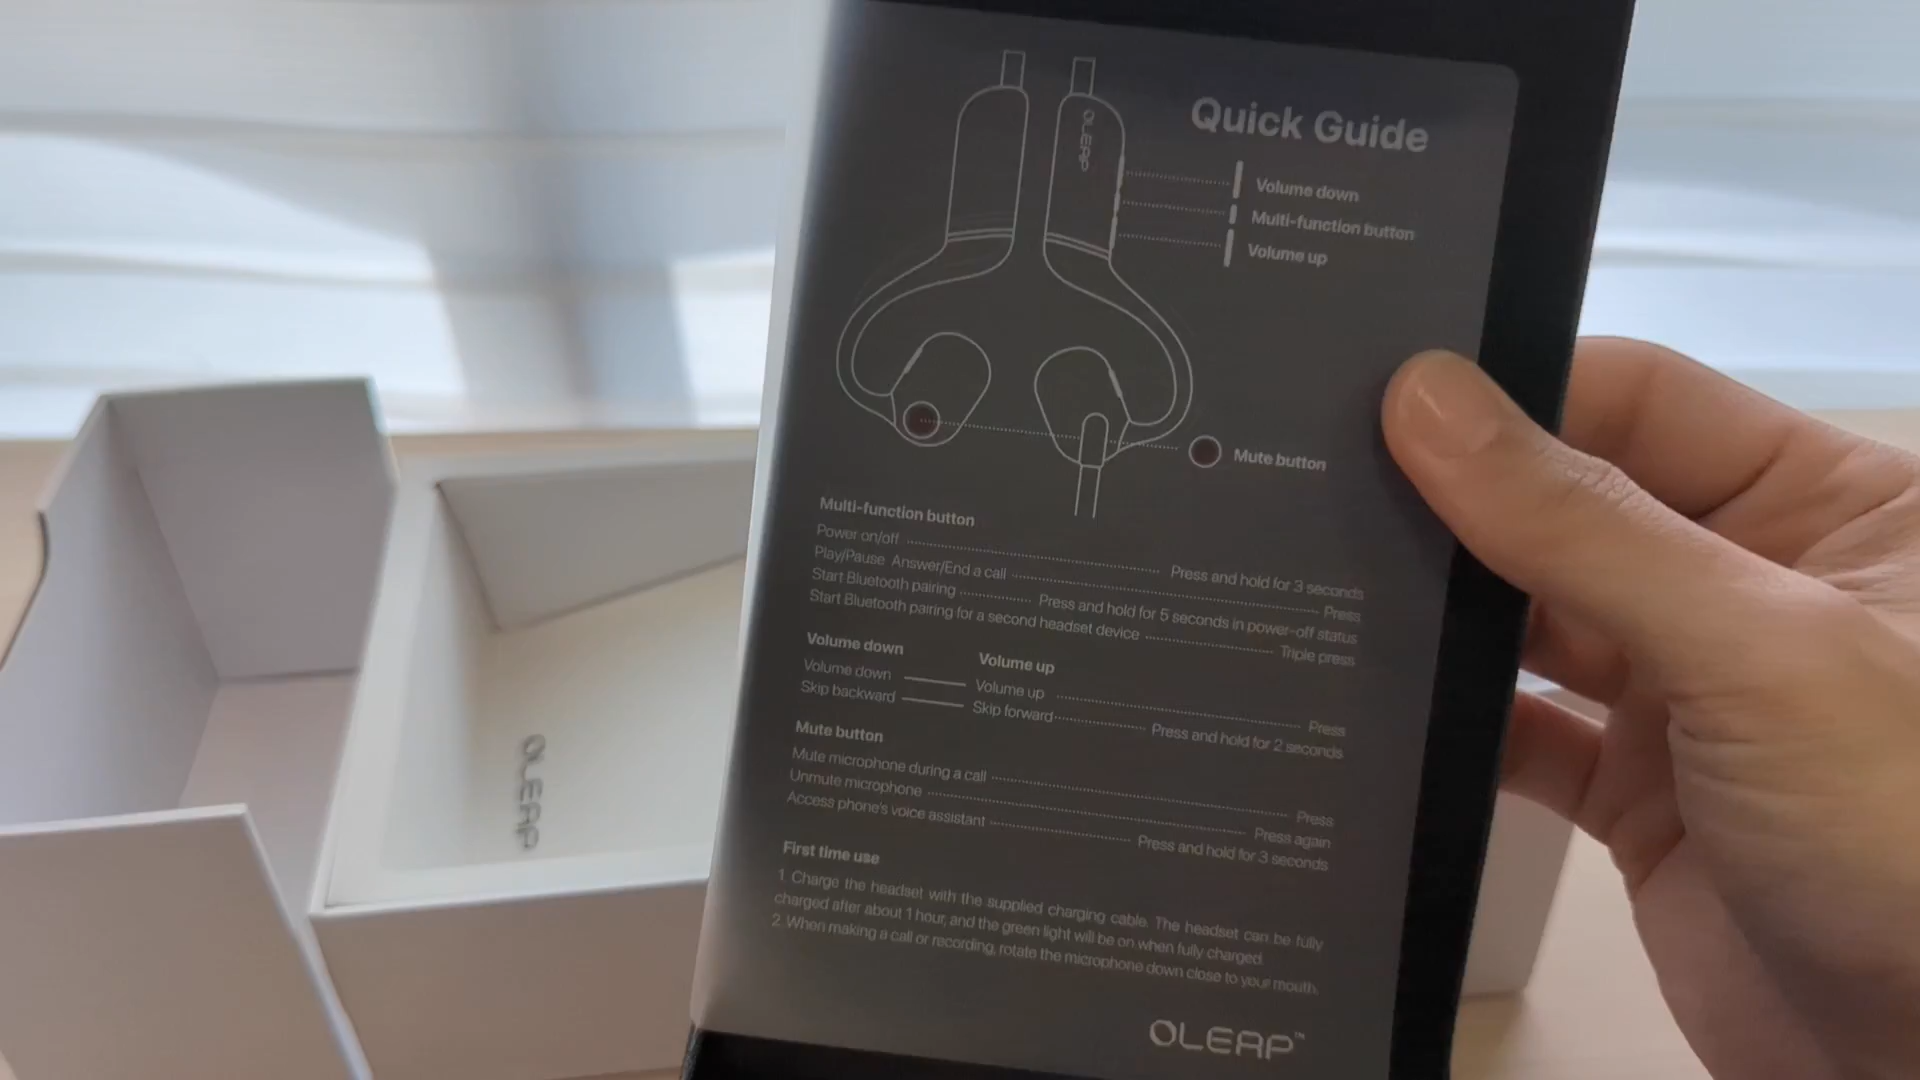 Quick Guide
OLEAP
Volume down
Multi-function button
Volume up
Mute button
Multi-function button
Power on/off Press and hold for 3 seconds
Play/Pause Answer/End a call Press
Start Bluetooth pairing Press and hold for 5 seconds in power-off status
Start Bluetooth pairing for a second headset device Triple press
Volume down Volume up
Volume down Volume up Press
Skip backward Skip forward Press and hold for 2 seconds
Mute button
Mute microphone during a call Press
Unmute microphone Press again
Access phone's voice assistant Press and hold for 3 seconds
First time use
1 Charge the headset with the supplied charging cable. The headset can be fully
charged after about 1 hour, and the green light will be on when fully charged.
2 When making a call or recording, rotate the microphone down close to your mouth.
OLEAP™
OLEAP